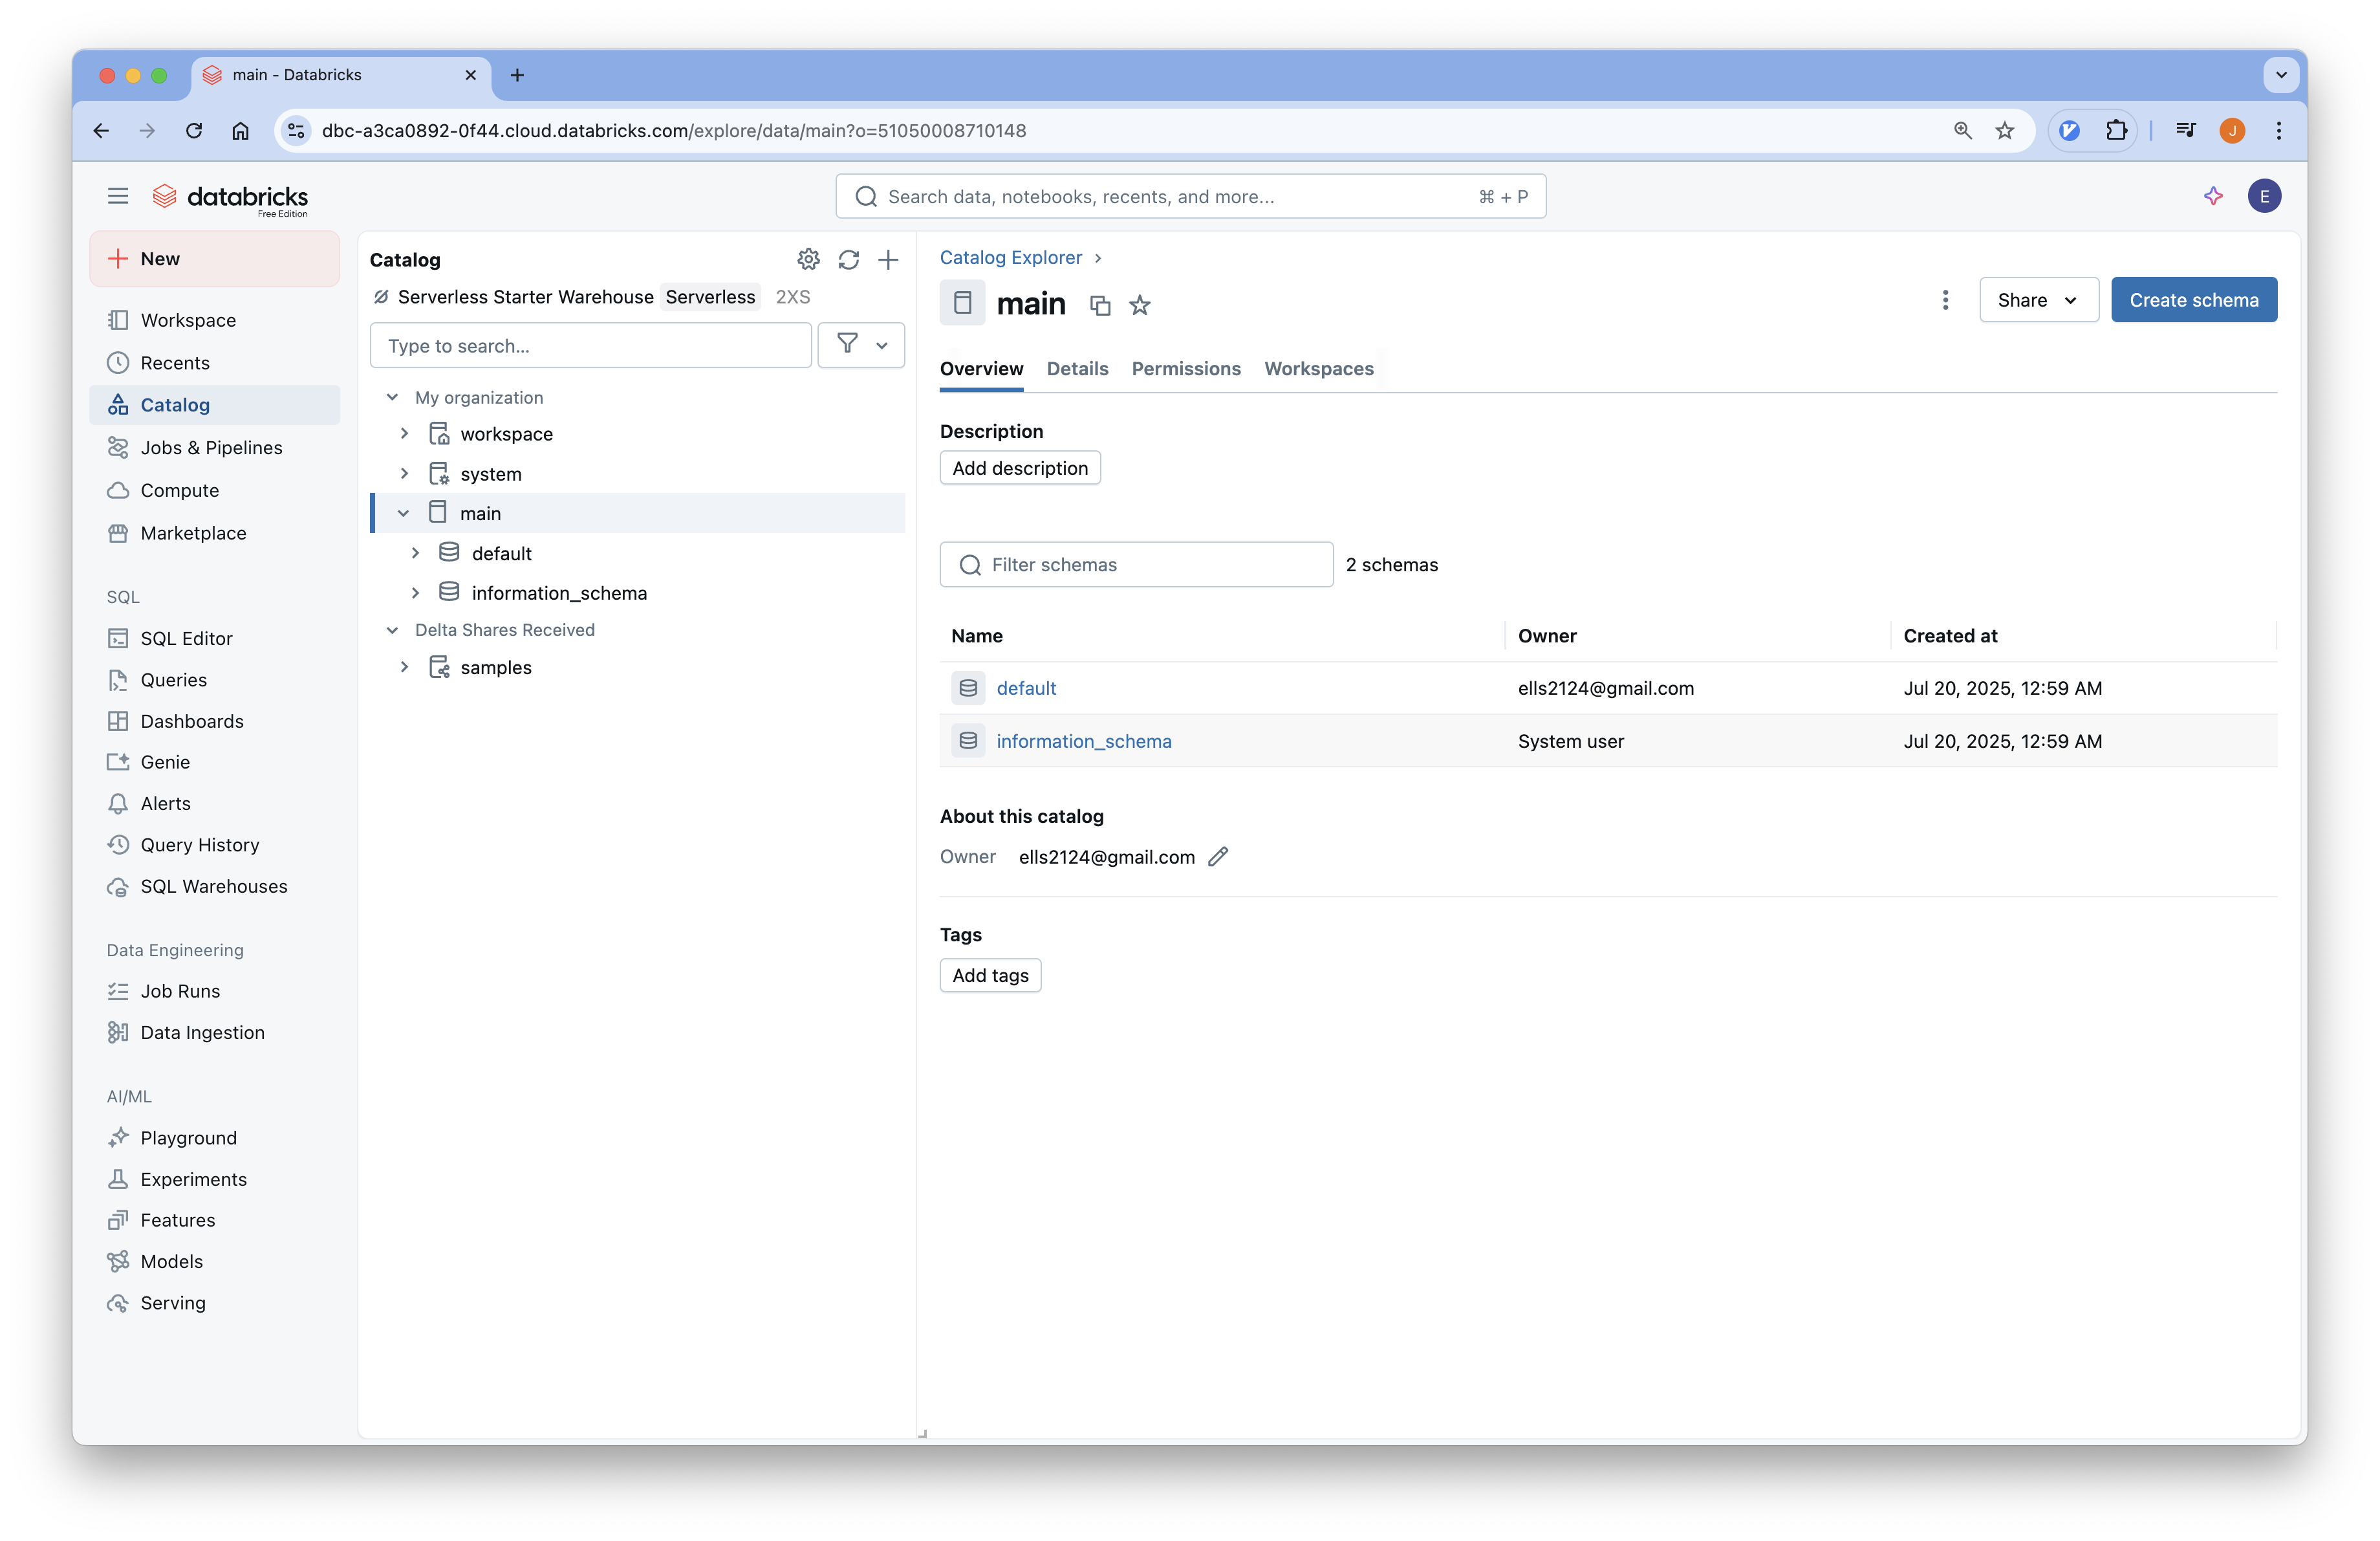 main - Databricks
dbc-a3ca0892-0f44.cloud.databricks.com/explore/data/main?o=51050008710148
J
databricks
Free Edition
Search data, notebooks, recents, and more...
⌘ + P
E
New
Workspace
Recents
Catalog
Jobs & Pipelines
Compute
Marketplace
SQL
SQL Editor
Queries
Dashboards
Genie
Alerts
Query History
SQL Warehouses
Data Engineering
Job Runs
Data Ingestion
AI/ML
Playground
Experiments
Features
Models
Serving
Catalog
Serverless Starter Warehouse Serverless 2XS
Type to search...
My organization
workspace
system
main
default
information_schema
Delta Shares Received
samples
Catalog Explorer
main
Share
Create schema
Overview Details Permissions Workspaces
Description
Add description
Filter schemas 2 schemas
Name Owner Created at
default ells2124@gmail.com Jul 20, 2025, 12:59 AM
information_schema System user Jul 20, 2025, 12:59 AM
About this catalog
Owner ells2124@gmail.com
Tags
Add tags